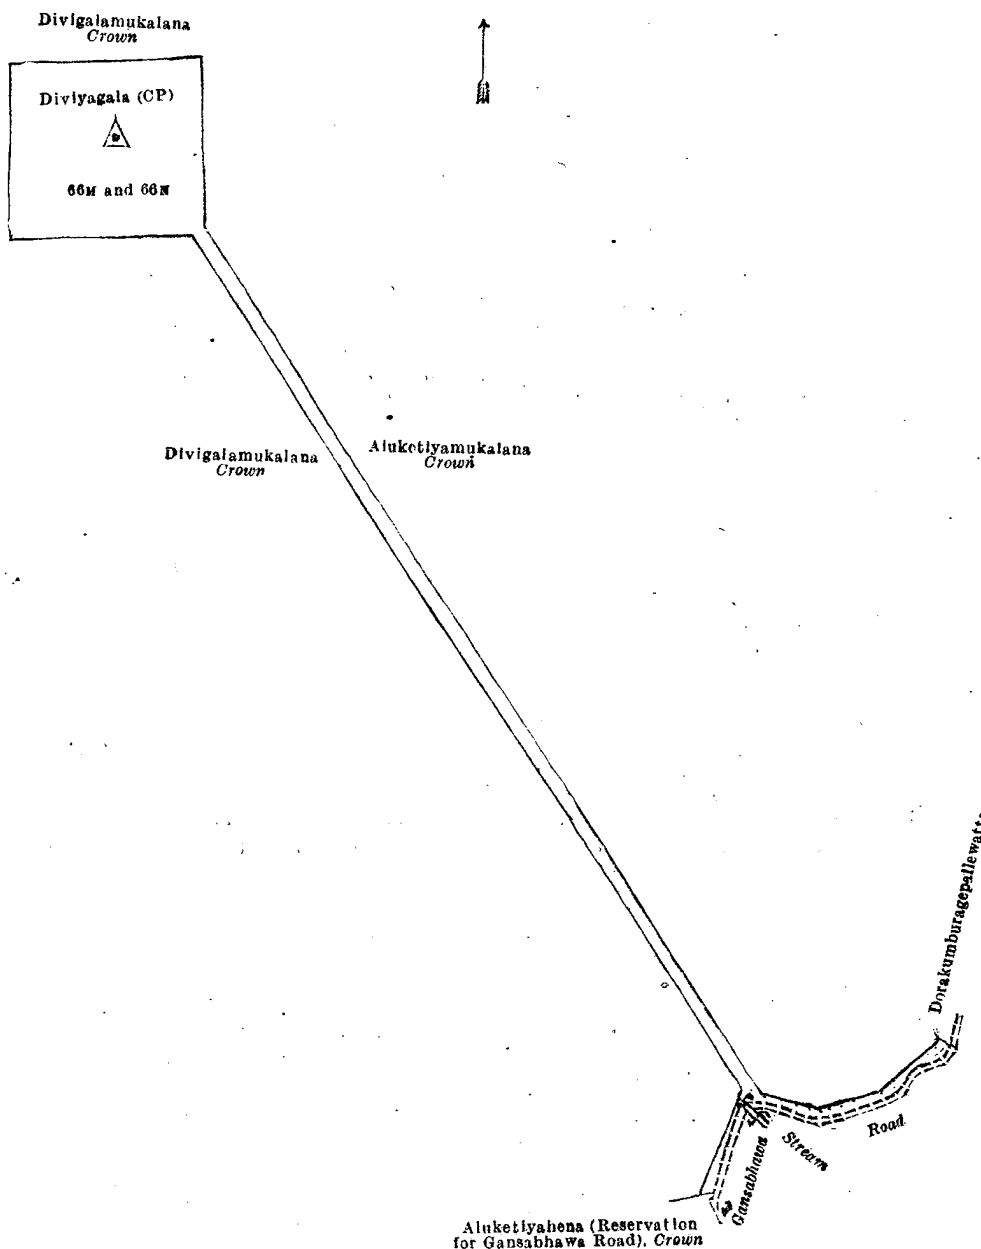 Divigalamukalana
Crown
Diviyagala (CP)
66M and 66N
Divigalamukalana
Crown
Aluketiyamukalana
Crown
Dorakumburagepallewatta
Road
Stream
Gansabhawa
Aluketiyahena (Reservation
for Gansabhawa Road), Crown